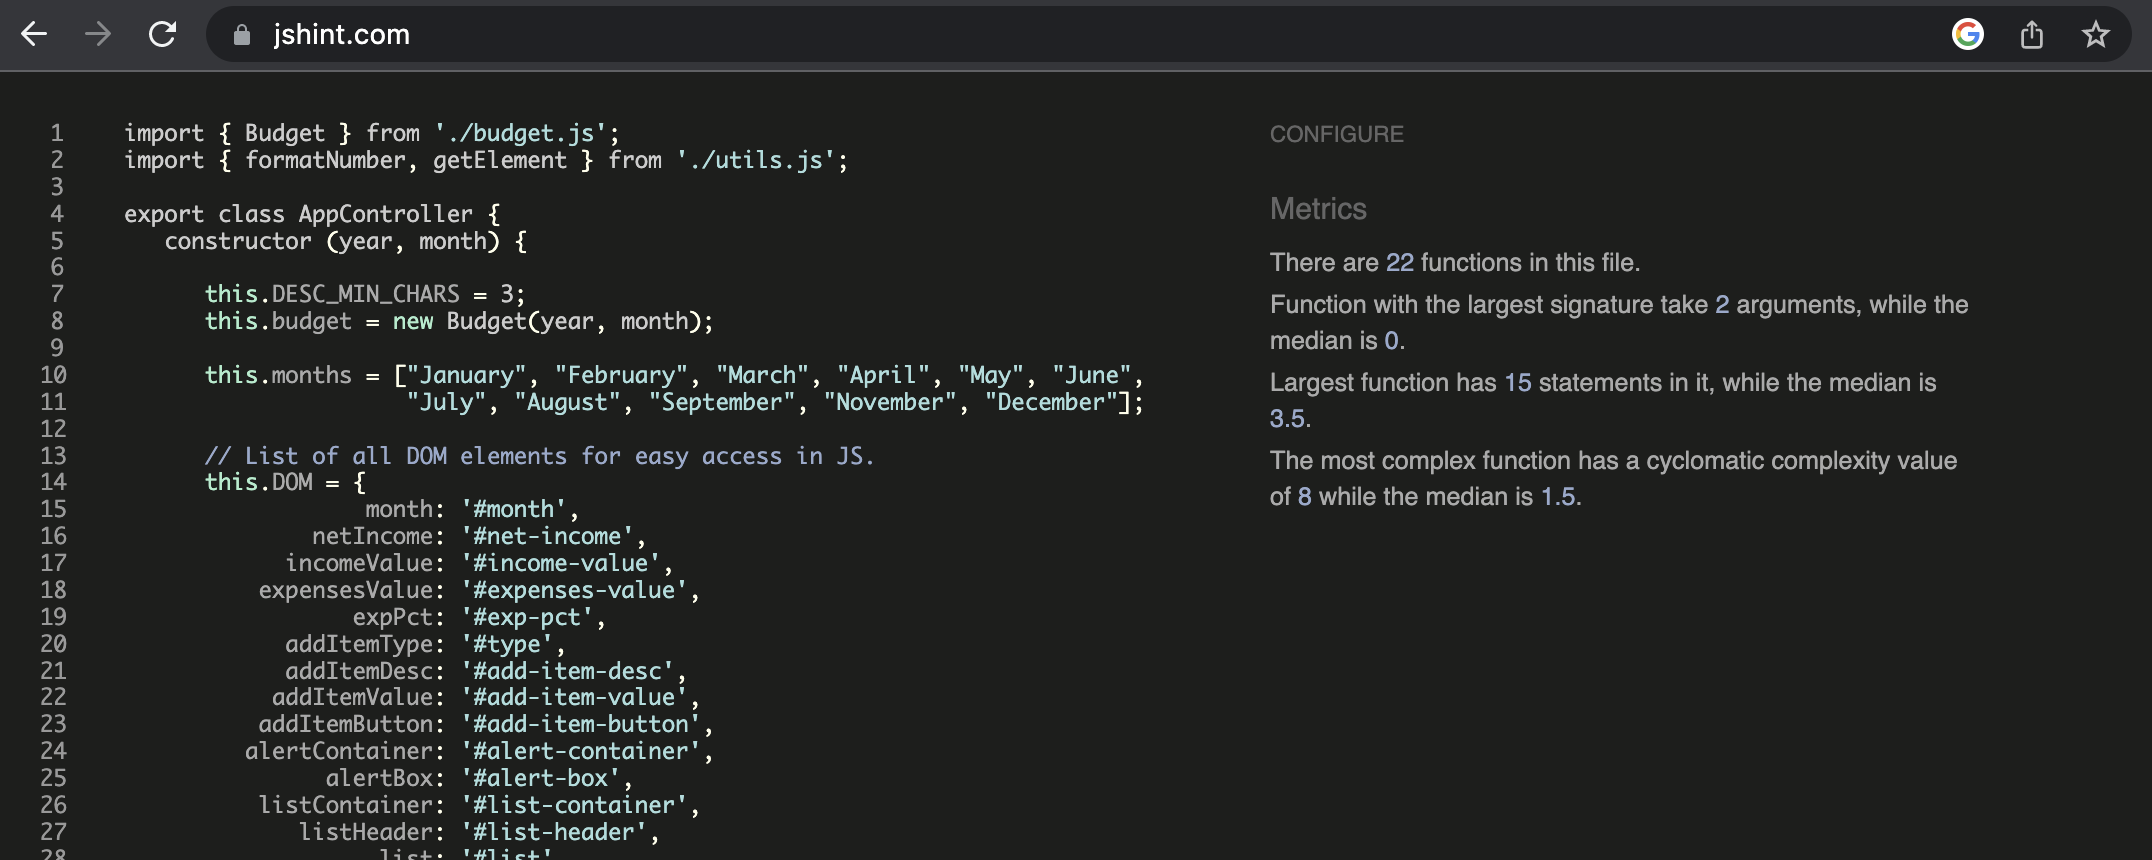 jshint.com
1 import { Budget } from './budget.js';
2 import { formatNumber, getElement } from './utils.js';
3
4 export class AppController {
5 constructor (year, month) {
6
7 this.DESC_MIN_CHARS = 3;
8 this.budget = new Budget(year, month);
9
10 this.months = ["January", "February", "March", "April", "May", "June",
11 "July", "August", "September", "November", "December"];
12
13 // List of all DOM elements for easy access in JS.
14 this.DOM = {
15 month: '#month',
16 netIncome: '#net-income',
17 incomeValue: '#income-value',
18 expensesValue: '#expenses-value',
19 expPct: '#exp-pct',
20 addItemType: '#type',
21 addItemDesc: '#add-item-desc',
22 addItemValue: '#add-item-value',
23 addItemButton: '#add-item-button',
24 alertContainer: '#alert-container',
25 alertBox: '#alert-box',
26 listContainer: '#list-container',
27 listHeader: '#list-header',
28 list: '#list'
CONFIGURE
Metrics
There are 22 functions in this file.
Function with the largest signature take 2 arguments, while the
median is 0.
Largest function has 15 statements in it, while the median is
3.5.
The most complex function has a cyclomatic complexity value
of 8 while the median is 1.5.